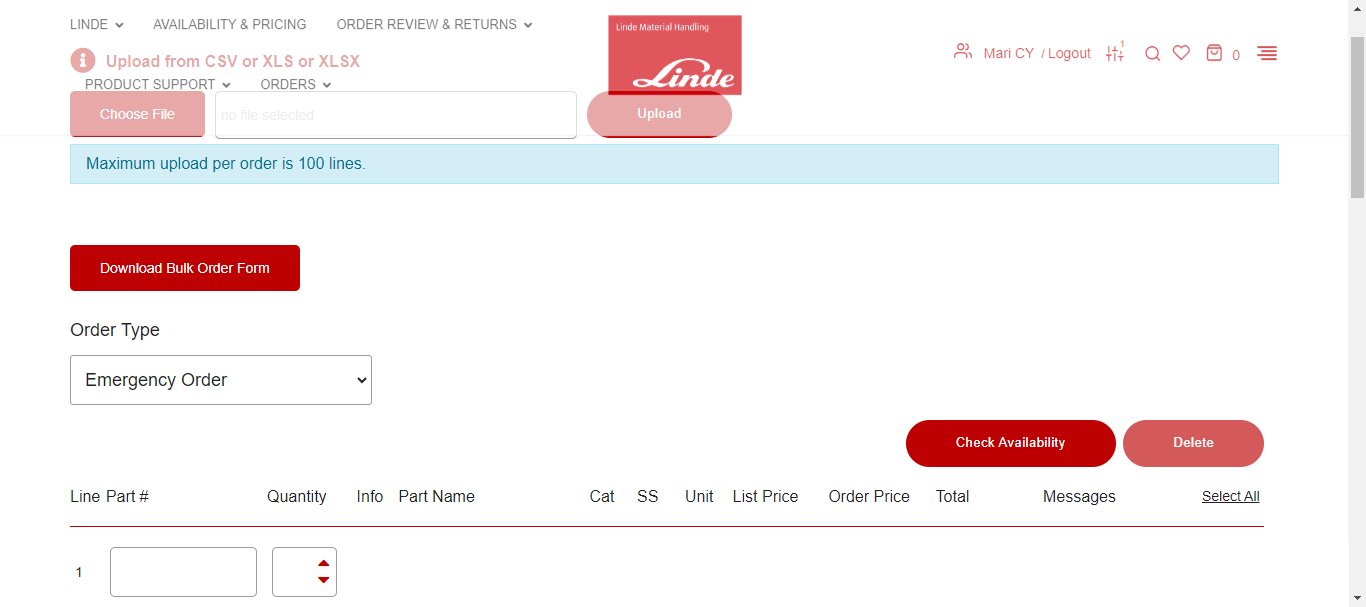 LINDE AVAILABILITY & PRICING ORDER REVIEW & RETURNS
Linde Material Handling
Linde
Mari CY / Logout 1 0
Upload from CSV or XLS or XLSX
PRODUCT SUPPORT ORDERS
Choose File no file selected Upload
Maximum upload per order is 100 lines.
Download Bulk Order Form
Order Type
Emergency Order
Check Availability Delete
Line Part # Quantity Info Part Name Cat SS Unit List Price Order Price Total Messages Select All
1